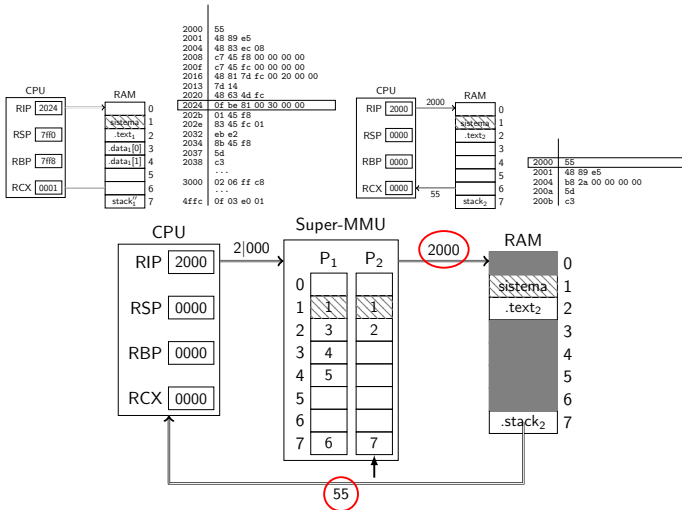 2000 55
2001 48 89 e5
2004 48 83 ec 08
2008 c7 45 f8 00 00 00 00
200f c7 45 fc 00 00 00 00
2016 48 81 7d fc 00 20 00 00
2013 7d 14
2020 48 63 4d fc
2024 0f be 81 00 30 00 00
202b 01 45 f8
202e 83 45 fc 01
2032 eb e2
2034 8b 45 f8
2037 5d
2038 c3
...
3000 02 06 ff c8
...
4ffc 0f 03 e0 01
CPU
RIP 2024
RSP 7ff0
RBP 7ff8
RCX 0001
RAM
0
sistema 1
.text₁ 2
.data₁[0] 3
.data₁[1] 4
5
6
stack₁′′ 7
CPU
RIP 2000
RSP 0000
RBP 0000
RCX 0000
2000
55
RAM
0
sistema 1
.text₂ 2
3
4
5
6
stack₂ 7
2000 55
2001 48 89 e5
2004 b8 2a 00 00 00 00
200a 5d
200b c3
CPU
RIP 2000
RSP 0000
RBP 0000
RCX 0000
2|000
Super-MMU
P₁ P₂
0
1 1 1
2 3 2
3 4
4 5
5
6
7 6 7
2000
RAM
0
sistema 1
.text₂ 2
3
4
5
6
.stack₂ 7
55